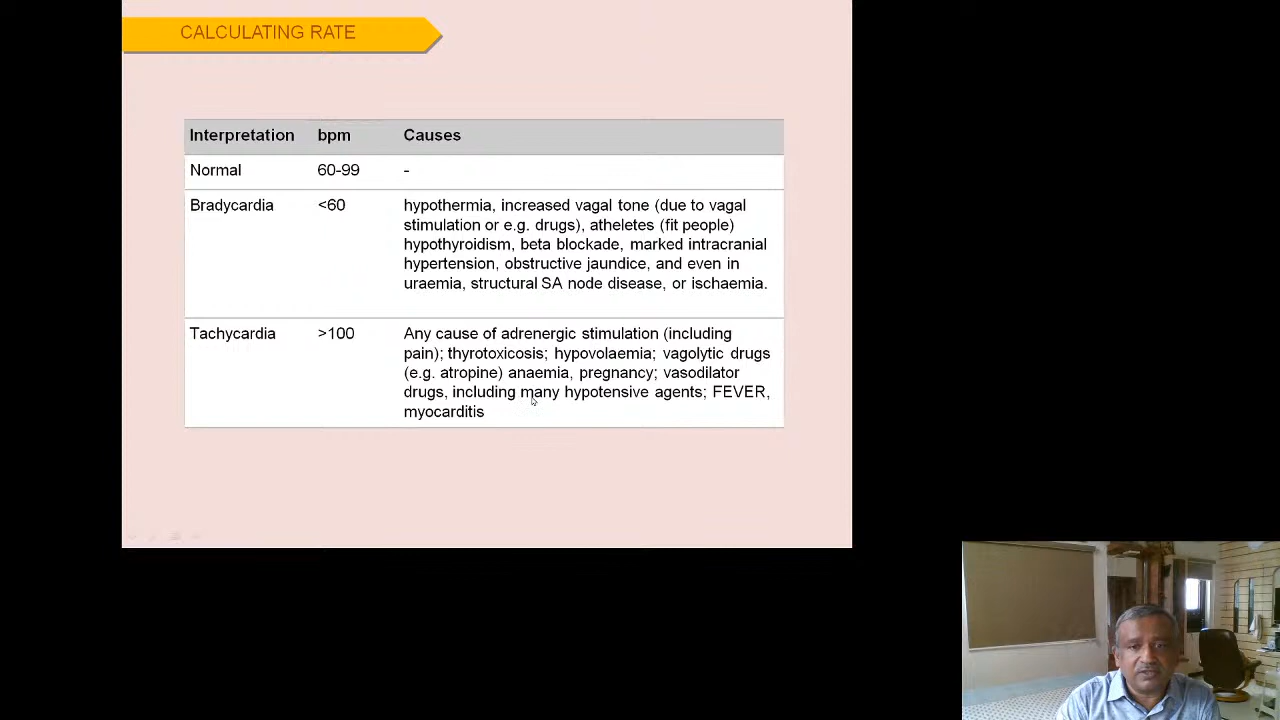 CALCULATING RATE
Interpretation bpm Causes
Normal 60-99 -
Bradycardia <60 hypothermia, increased vagal tone (due to vagal
stimulation or e.g. drugs), atheletes (fit people)
hypothyroidism, beta blockade, marked intracranial
hypertension, obstructive jaundice, and even in
uraemia, structural SA node disease, or ischaemia.
Tachycardia >100 Any cause of adrenergic stimulation (including
pain); thyrotoxicosis; hypovolaemia; vagolytic drugs
(e.g. atropine) anaemia, pregnancy; vasodilator
drugs, including many hypotensive agents; FEVER,
myocarditis